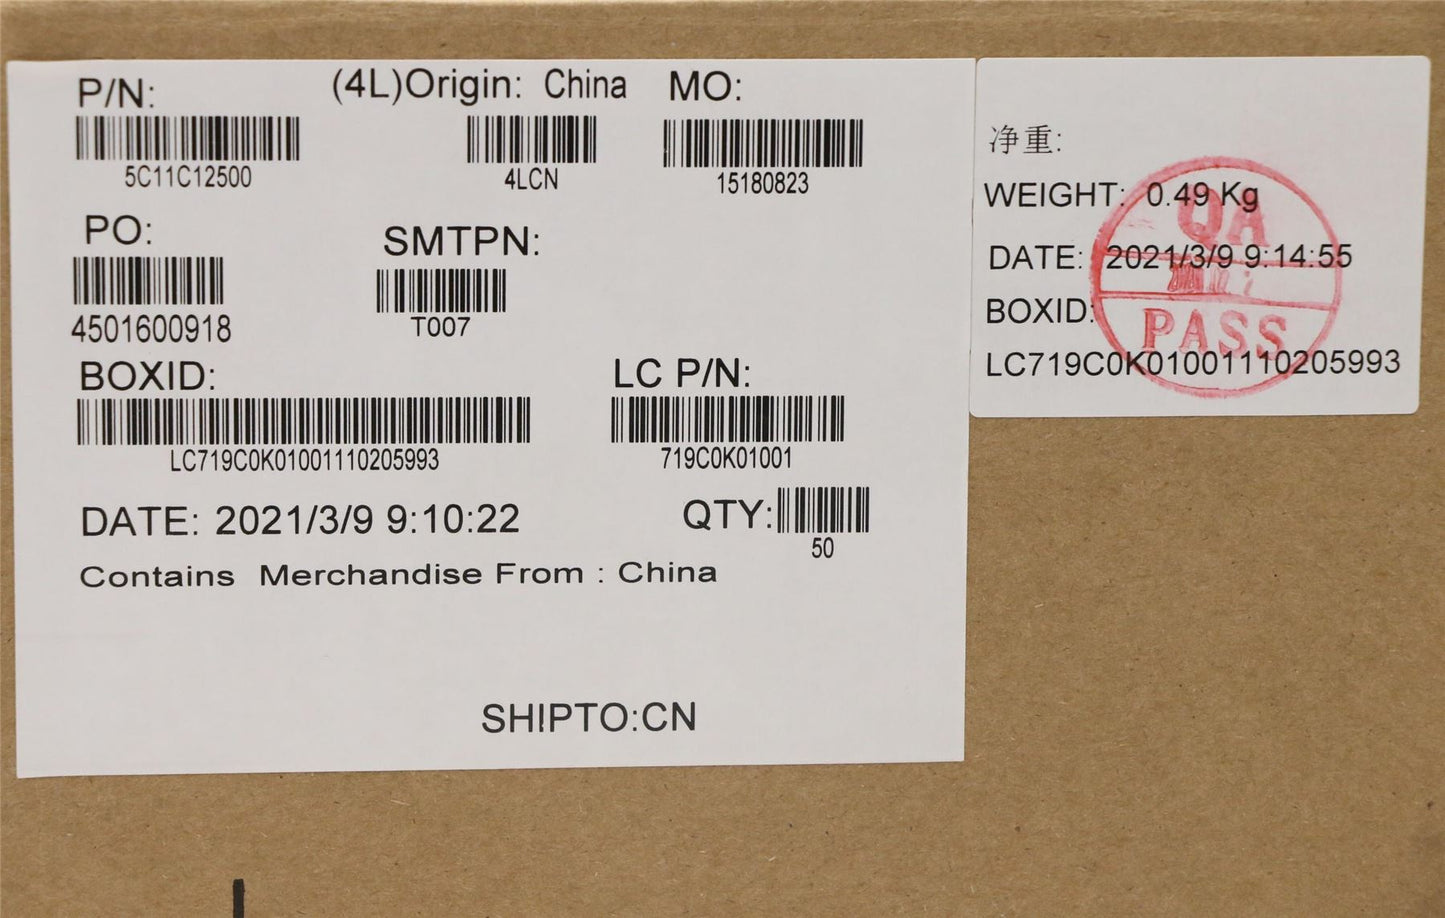 P/N: (4L)Origin: China MO:
5C11C12500 4LCN 15180823
PO: SMTPN:
4501600918 T007
BOXID: LC P/N:
LC719C0K01001110205993 719C0K01001
DATE: 2021/3/9 9:10:22 QTY:
50
Contains Merchandise From : China
SHIPTO:CN
净重:
WEIGHT: 0.49 Kg
QA
DATE: 2021/3/9 9:14:55
BOXID:
PASS
LC719C0K01001110205993